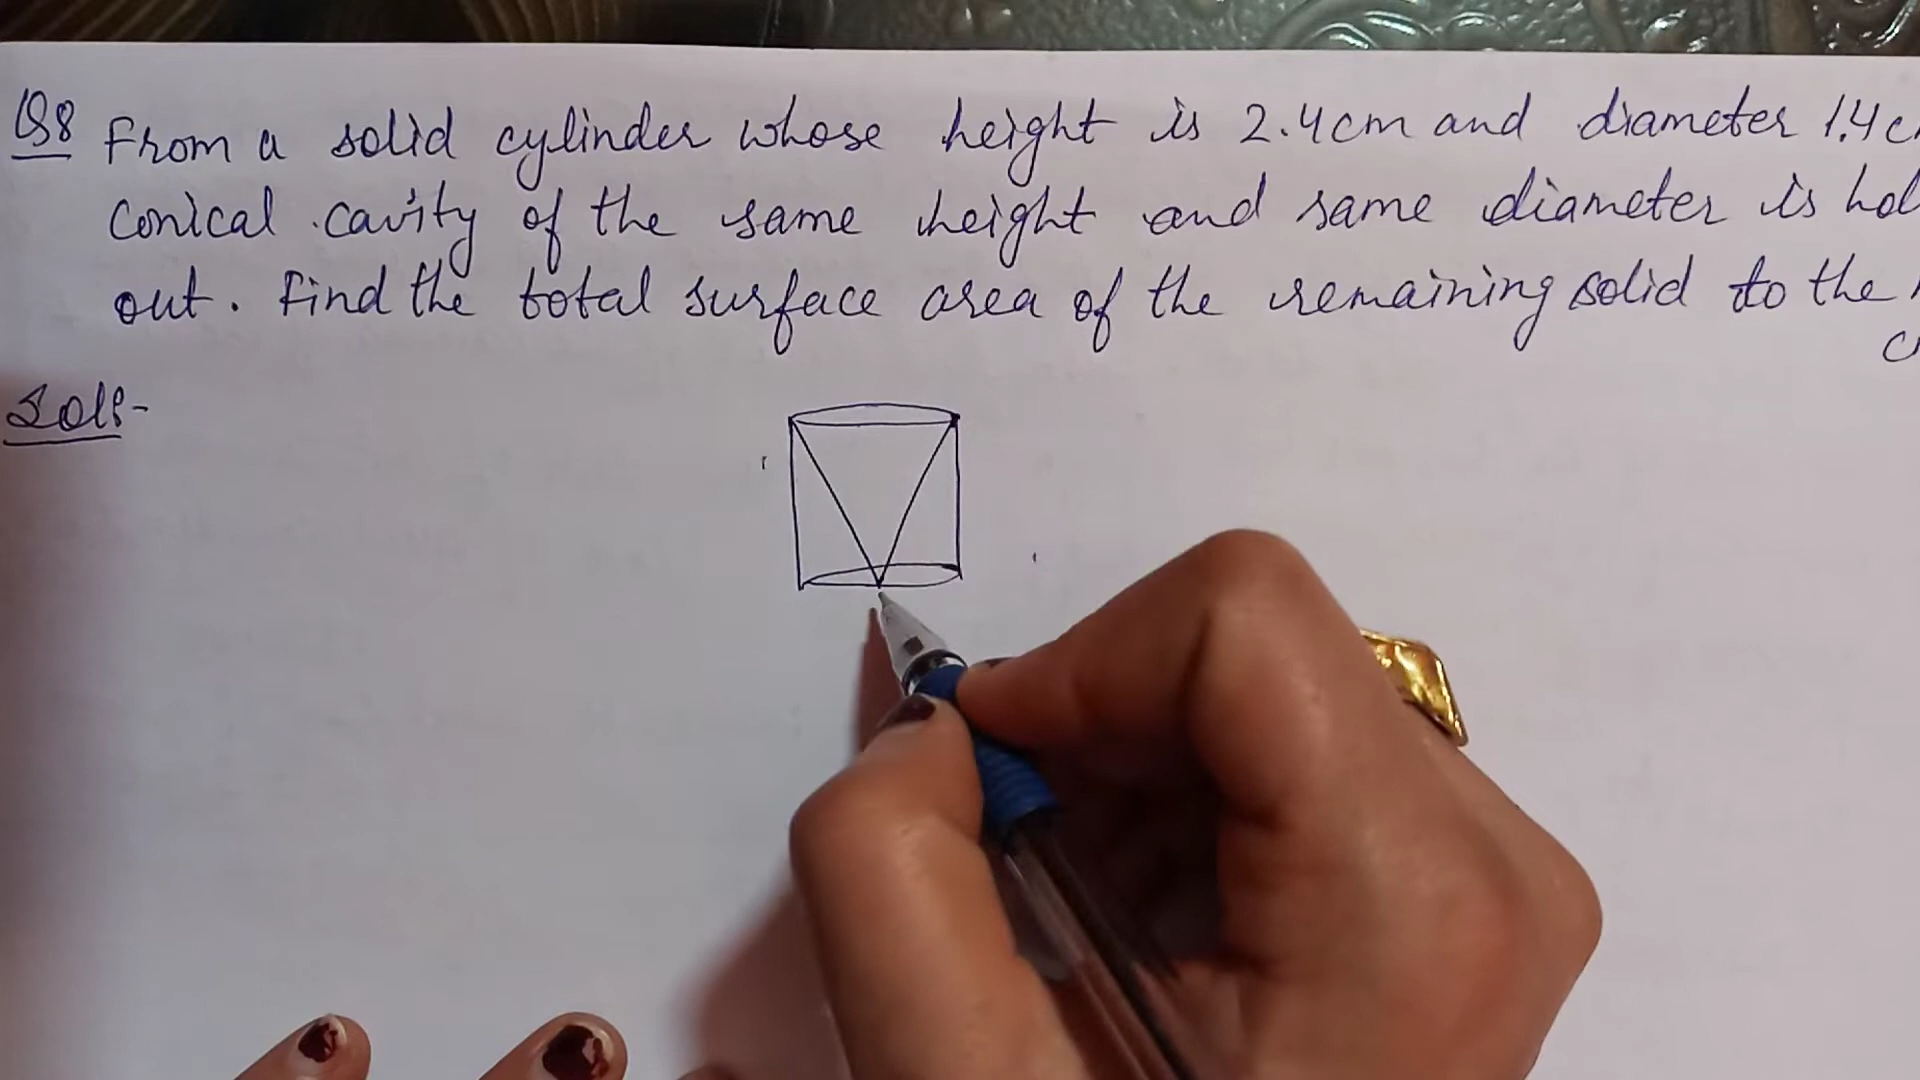 Q8 From a solid cylinder whose height is 2.4cm and diameter 1.4c
conical cavity of the same height and same diameter is hol
out. Find the total surface area of the remaining solid to the
Sol:-